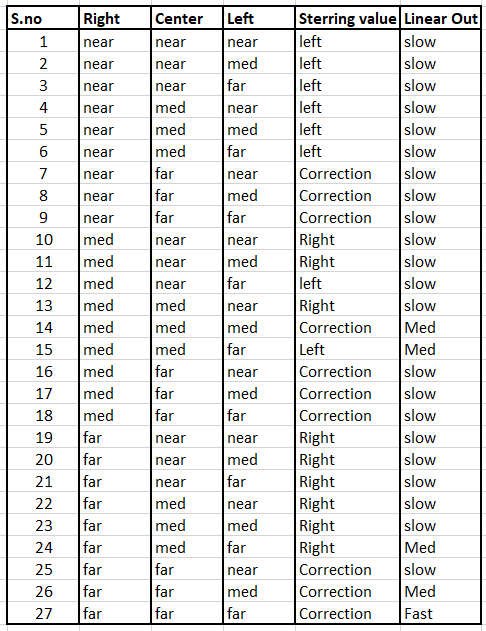 S.no Right Center Left Sterring value Linear Out
1 near near near left slow
2 near near med left slow
3 near near far left slow
4 near med near left slow
5 near med med left slow
6 near med far left slow
7 near far near Correction slow
8 near far med Correction slow
9 near far far Correction slow
10 med near near Right slow
11 med near med Right slow
12 med near far left slow
13 med med near Right slow
14 med med med Correction Med
15 med med far Left Med
16 med far near Correction slow
17 med far med Correction slow
18 med far far Correction slow
19 far near near Right slow
20 far near med Right slow
21 far near far Right slow
22 far med near Right slow
23 far med med Right slow
24 far med far Right Med
25 far far near Correction slow
26 far far med Correction Med
27 far far far Correction Fast